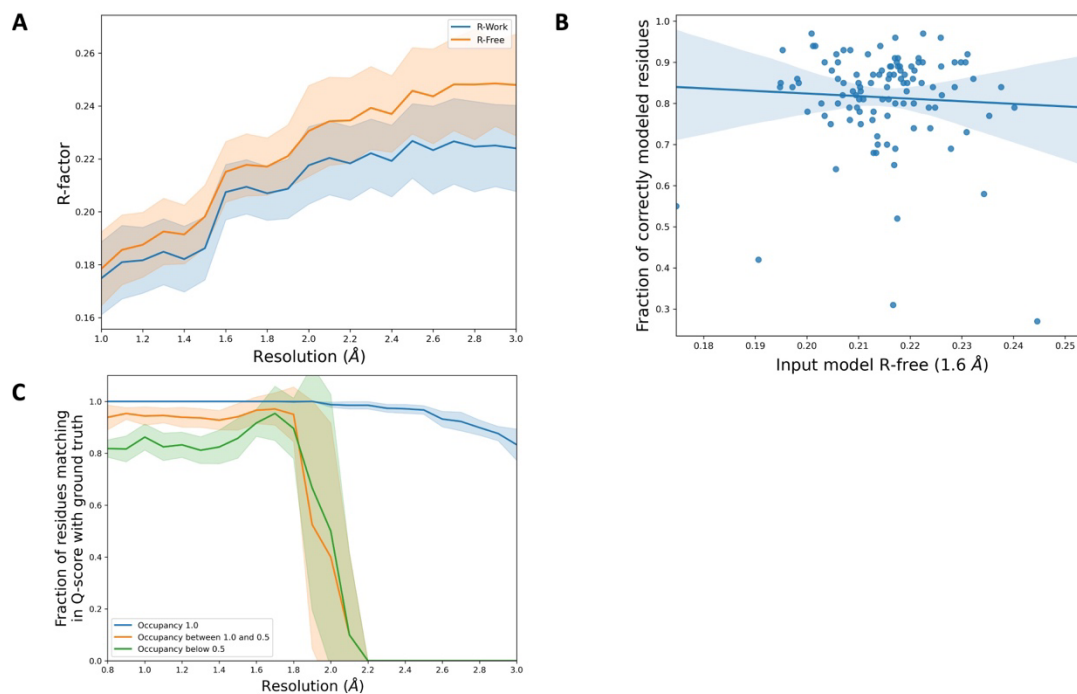 A
R-factor
0.26
0.24
0.22
0.20
0.18
0.16
R-Work
R-Free
1.0 1.2 1.4 1.6 1.8 2.0 2.2 2.4 2.6 2.8 3.0
Resolution (Å)
B
Fraction of correctly modeled residues
1.0
0.9
0.8
0.7
0.6
0.5
0.4
0.3
0.18 0.19 0.20 0.21 0.22 0.23 0.24 0.25
Input model R-free (1.6 Å)
C
Fraction of residues matching
in Q-score with ground truth
1.0
0.8
0.6
0.4
0.2
0.0
Occupancy 1.0
Occupancy between 1.0 and 0.5
Occupancy below 0.5
0.8 1.0 1.2 1.4 1.6 1.8 2.0 2.2 2.4 2.6 2.8 3.0
Resolution (Å)